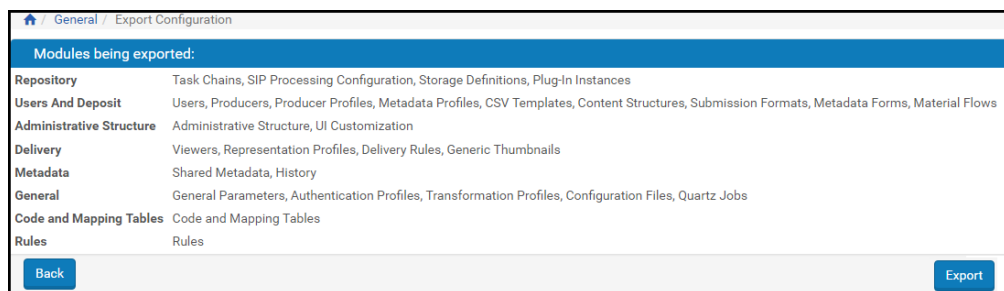 / General / Export Configuration
Modules being exported:
Repository Task Chains, SIP Processing Configuration, Storage Definitions, Plug-In Instances
Users And Deposit Users, Producers, Producer Profiles, Metadata Profiles, CSV Templates, Content Structures, Submission Formats, Metadata Forms, Material Flows
Administrative Structure Administrative Structure, UI Customization
Delivery Viewers, Representation Profiles, Delivery Rules, Generic Thumbnails
Metadata Shared Metadata, History
General General Parameters, Authentication Profiles, Transformation Profiles, Configuration Files, Quartz Jobs
Code and Mapping Tables Code and Mapping Tables
Rules Rules
Back Export